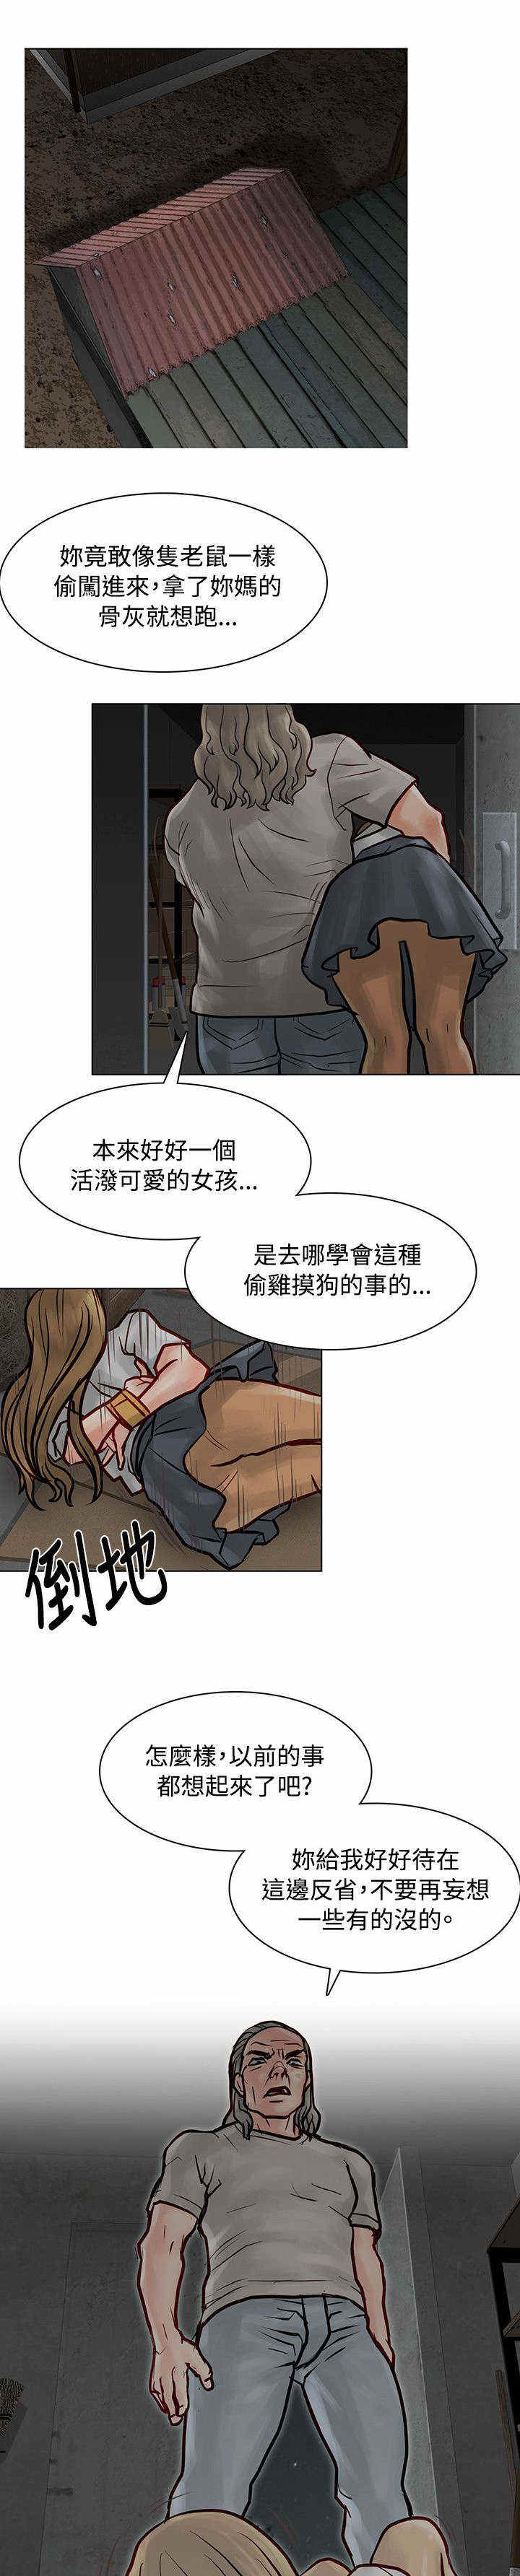 妳竟敢像隻老鼠一樣
偷闖進來，拿了妳媽的
骨灰就想跑...
本來好好一個
活潑可愛的女孩...
是去哪學會這種
偷雞摸狗的事的...
倒地
怎麼樣，以前的事
都想起來了吧?
妳給我好好待在
這邊反省，不要再妄想
一些有的沒的。